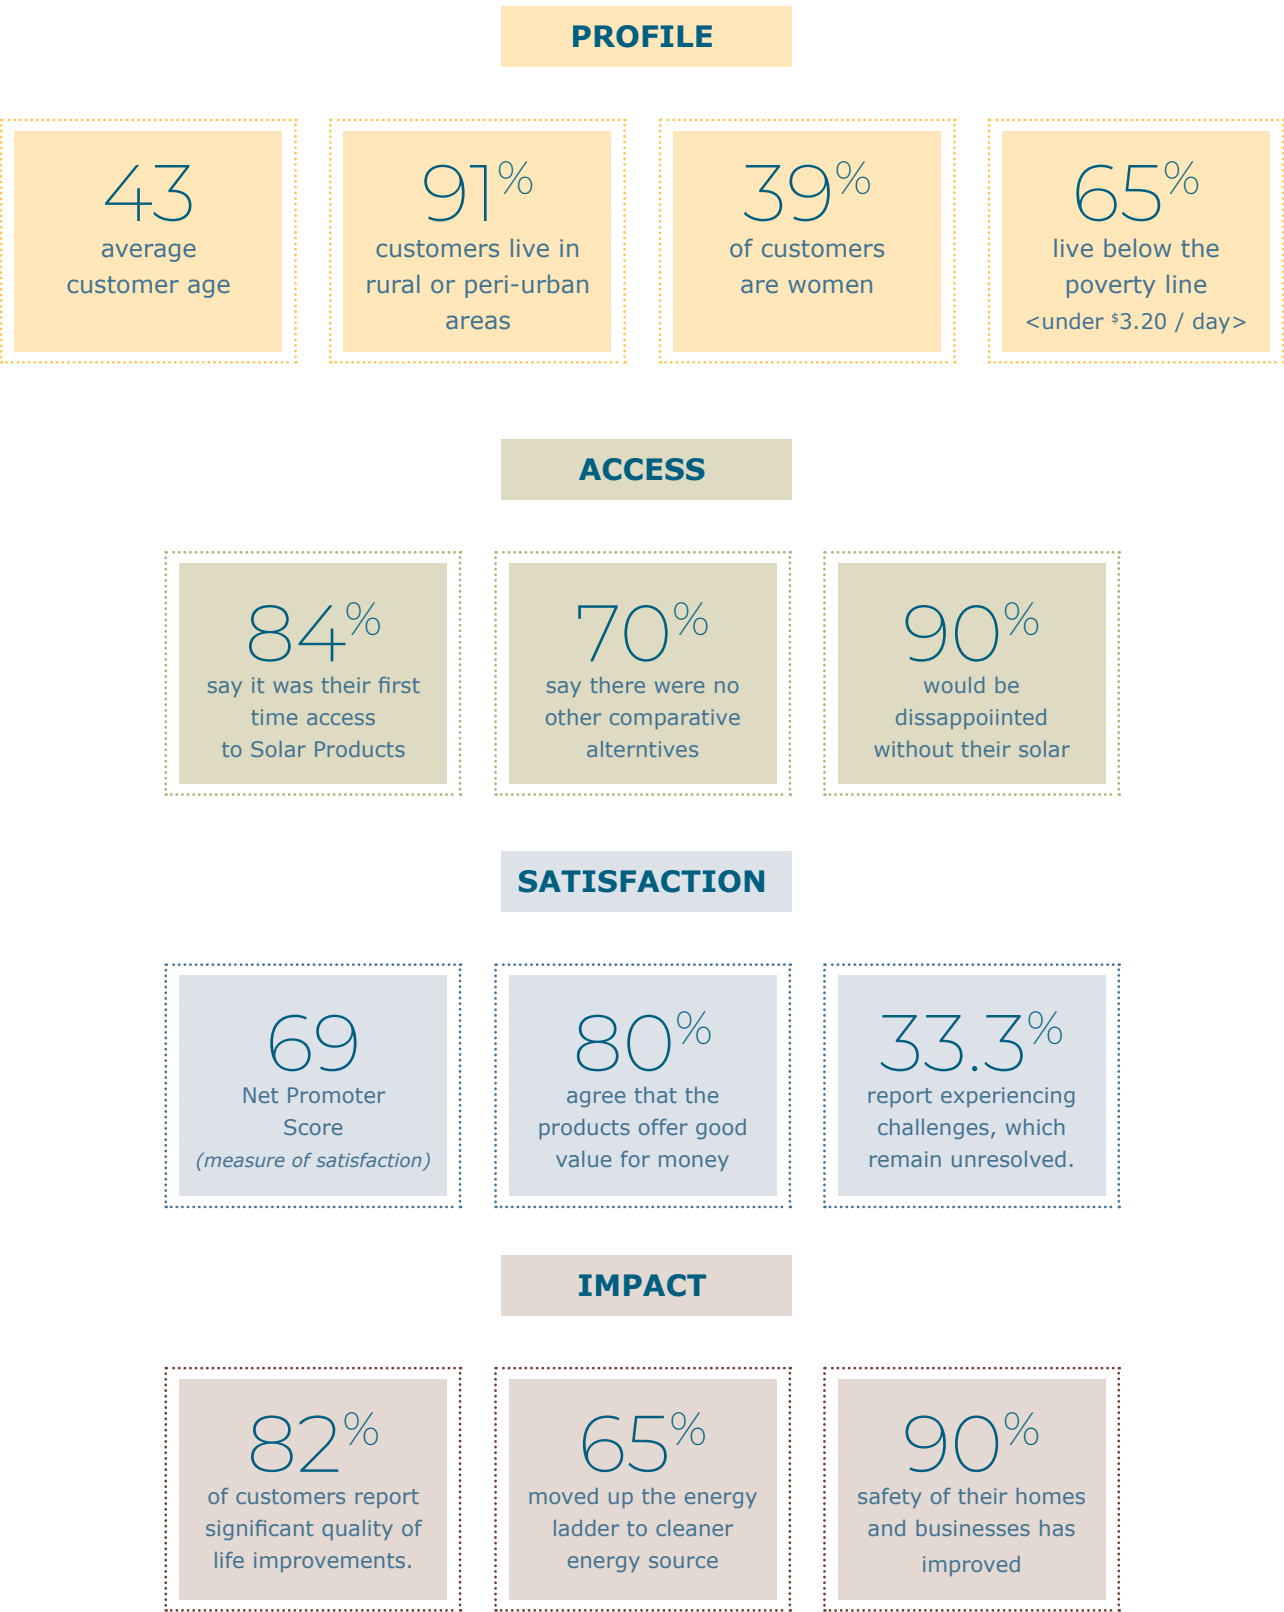 PROFILE
43
average
customer age
91%
customers live in
rural or peri-urban
areas
39%
of customers
are women
65%
live below the
poverty line
<under $3.20 / day>
ACCESS
84%
say it was their first
time access
to Solar Products
70%
say there were no
other comparative
alterntives
90%
would be
dissappoiinted
without their solar
SATISFACTION
69
Net Promoter
Score
(measure of satisfaction)
80%
agree that the
products offer good
value for money
33.3%
report experiencing
challenges, which
remain unresolved.
IMPACT
82%
of customers report
significant quality of
life improvements.
65%
moved up the energy
ladder to cleaner
energy source
90%
safety of their homes
and businesses has
improved